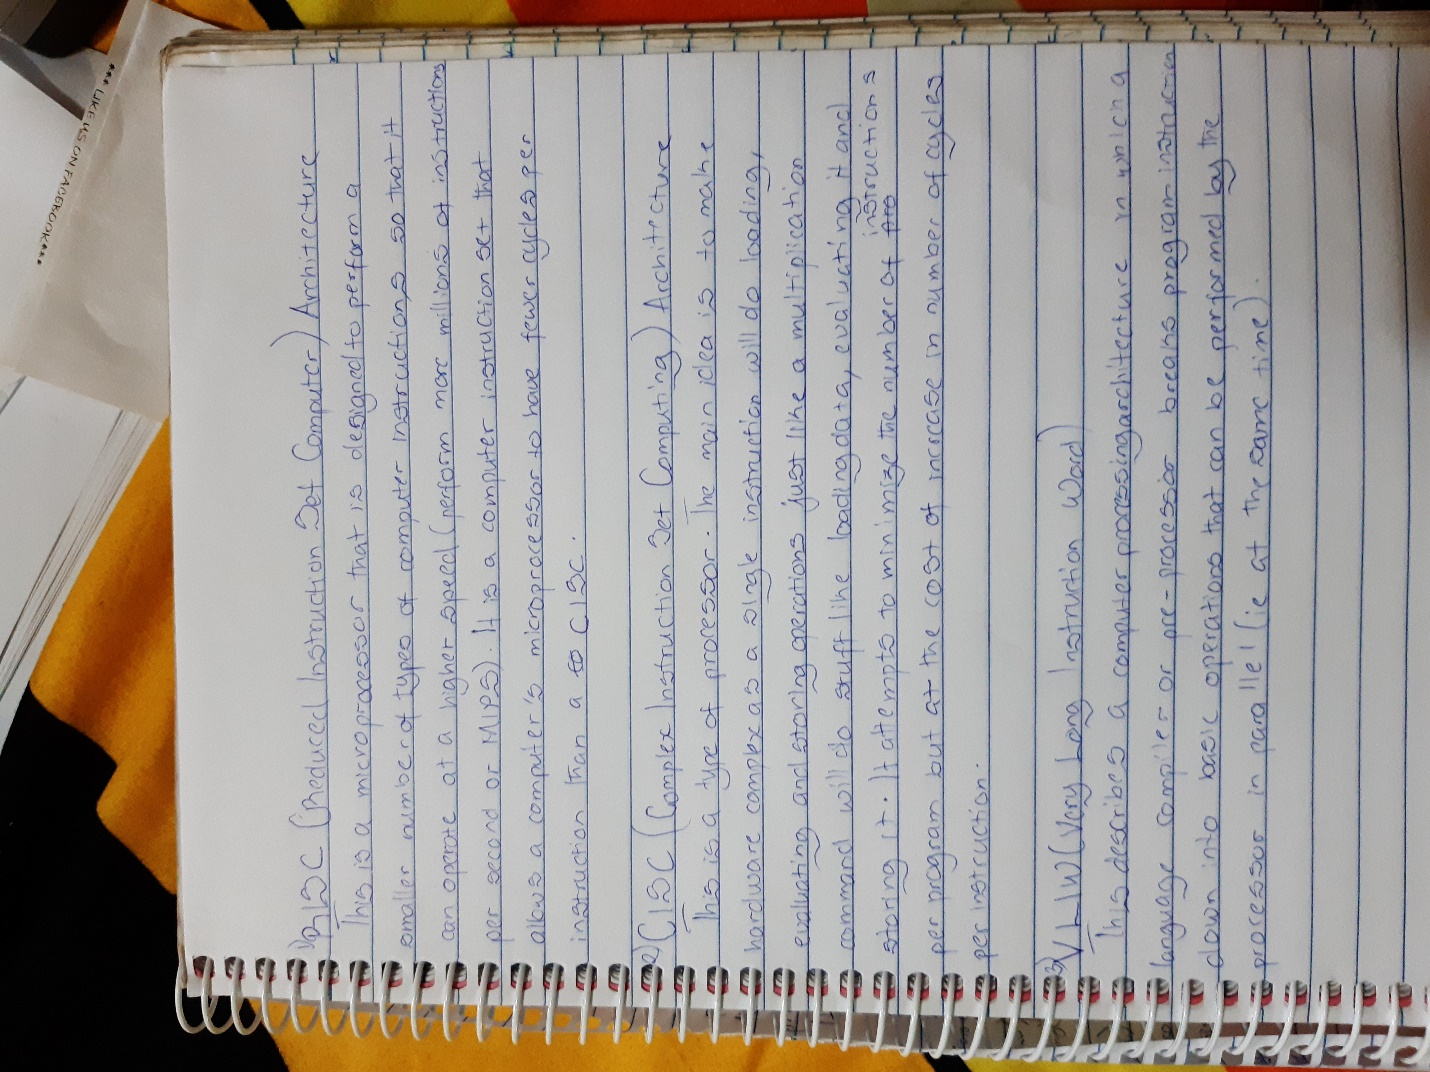 *** LIKE US ON FACEBOOK***
1) RISC (Reduced Instruction Set Computer) Architecture
This is a microprocessor that is designed to perform a
smaller number of types of computer instructions so that it
can operate at a higher speed (perform more millions of instructions
per second or MIPS). It is a computer instruction set that
allows a computer's microprocessor to have fewer cycles per
instruction than a to CISC.
2) CISC (Complex Instruction Set Computing) Architecture
This is a type of processor. The main idea is to make
hardware complex as a single instruction will do loading,
evaluating and storing operations just like a multiplication
command will do stuff like loading data, evaluating it and
storing it. It attempts to minimize the number of pro instructions
per program but at the cost of increase in number of cycles
per instruction.
3) VLIW (Very Long Instruction Word)
This describes a computer processing architecture in which a
language compiler or pre-processor breaks program instruction
down into basic operations that can be performed by the
processor in parallel (ie at the same time).